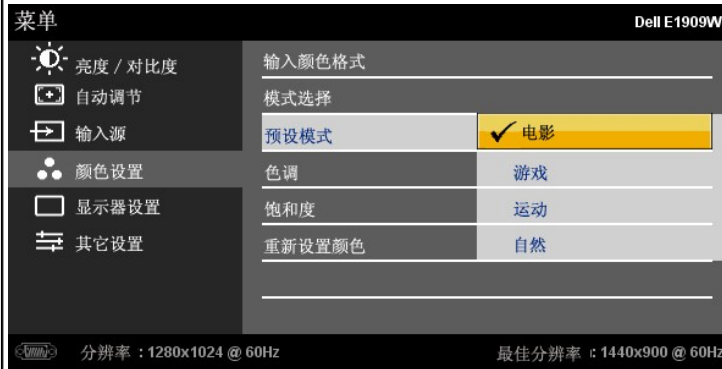 菜单 Dell E1909W
亮度 / 对比度
自动调节
输入源
颜色设置
显示器设置
其它设置
输入颜色格式
模式选择
预设模式 电影
色调 游戏
饱和度 运动
重新设置颜色 自然
分辨率 : 1280x1024 @ 60Hz 最佳分辨率 : 1440x900 @ 60Hz